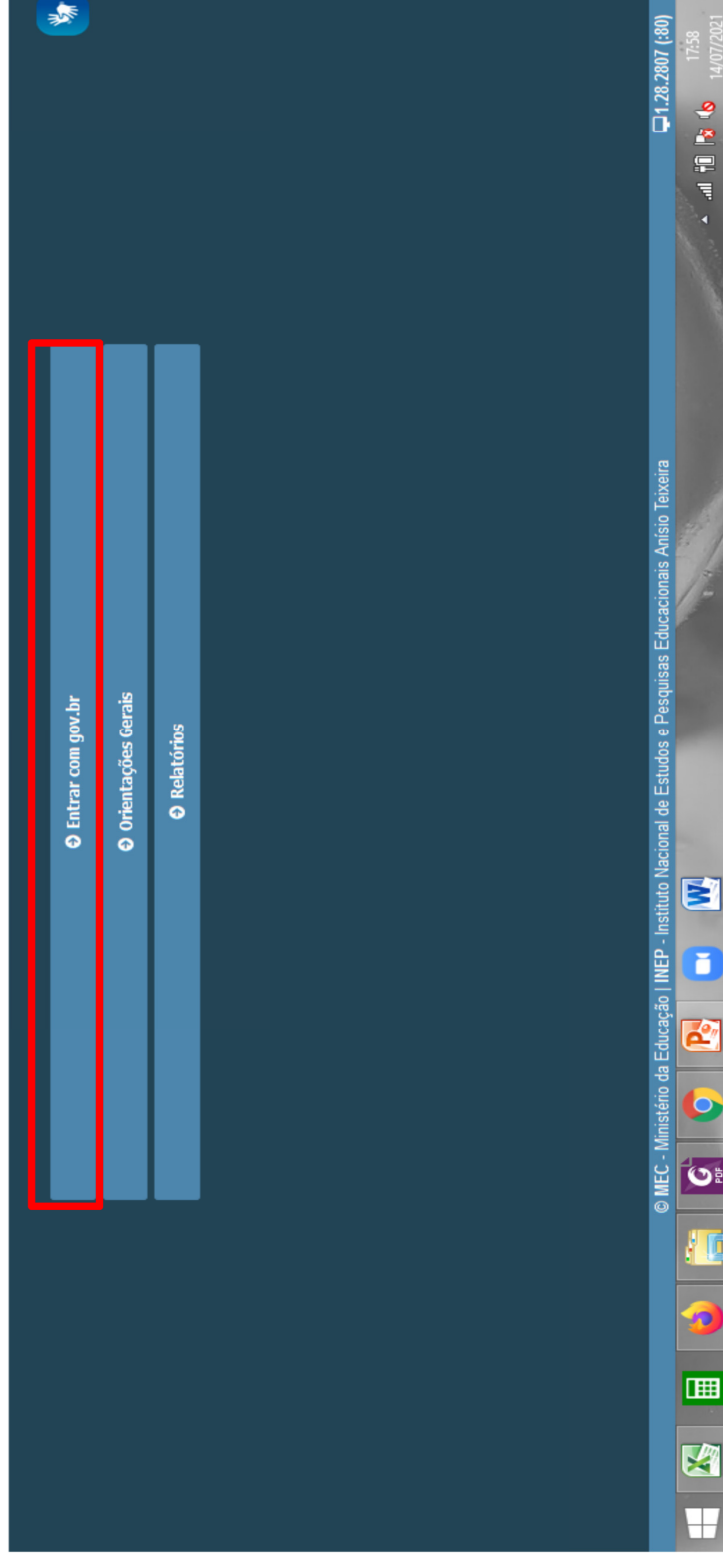 Entrar com gov.br
Orientações Gerais
Relatórios
© MEC - Ministério da Educação | INEP - Instituto Nacional de Estudos e Pesquisas Educacionais Anísio Teixeira
1.28.2807 (:80)
PDF
17:58
14/07/2021